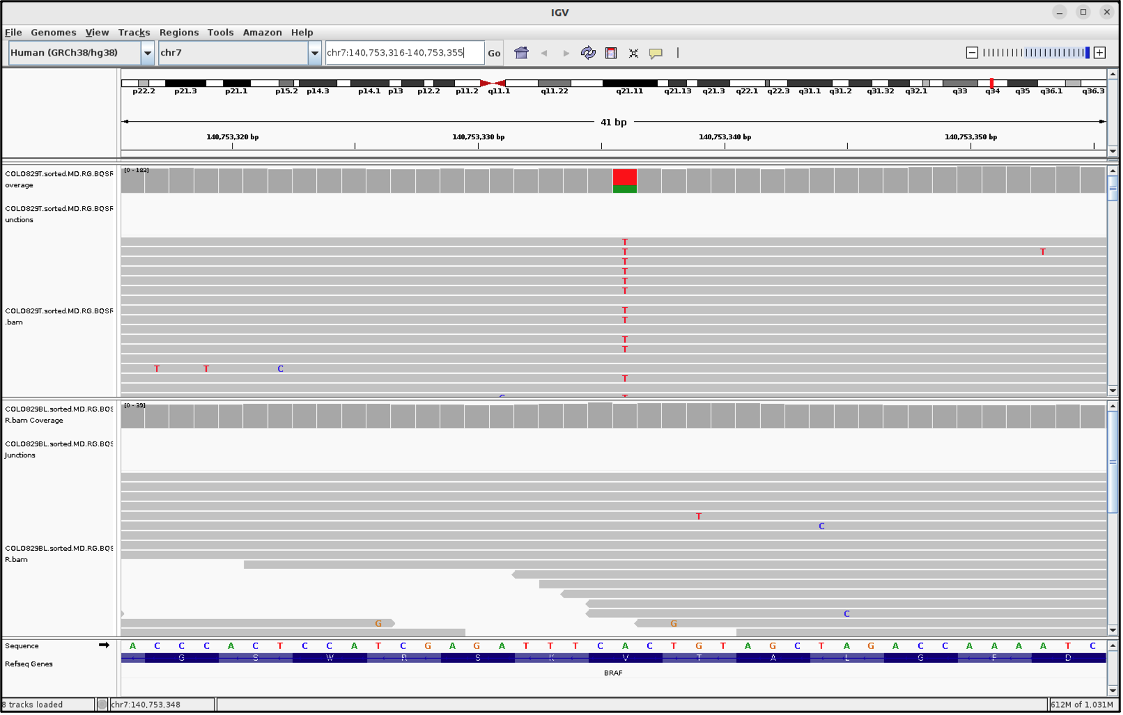 IGV
File Genomes View Tracks Regions Tools Amazon Help
Human (GRCh38/hg38) chr7 chr7:140,753,316-140,753,355 Go
p22.2 p21.3 p21.1 p15.2 p14.3 p14.1 p13 p12.2 p11.2 q11.1 q11.22 q21.11 q21.13 q21.3 q22.1 q22.3 q31.1 q31.2 q31.32 q32.1 q33 q34 q35 q36.1 q36.3
41 bp
140,753,320 bp 140,753,330 bp 140,753,340 bp 140,753,350 bp
COLO829T.sorted.MD.RG.BQSR
overage
[0 - 182]
COLO829T.sorted.MD.RG.BQSR
unctions
T
T T
T
T
T
T
T
T
T
T
COLO829T.sorted.MD.RG.BQSR
.bam
T T C
T
COLO829BL.sorted.MD.RG.BQS
R.bam Coverage
[0 - 39]
COLO829BL.sorted.MD.RG.BQS
Junctions
T
C
COLO829BL.sorted.MD.RG.BQS
R.bam
C
G G
Sequence A C C C A C T C C A T C G A G A T T T C A C T G T A G C T A G A C C A A A A T C
Refseq Genes G S W R S K V T A L G F D
BRAF
8 tracks loaded chr7:140,753,348 612M of 1,031M